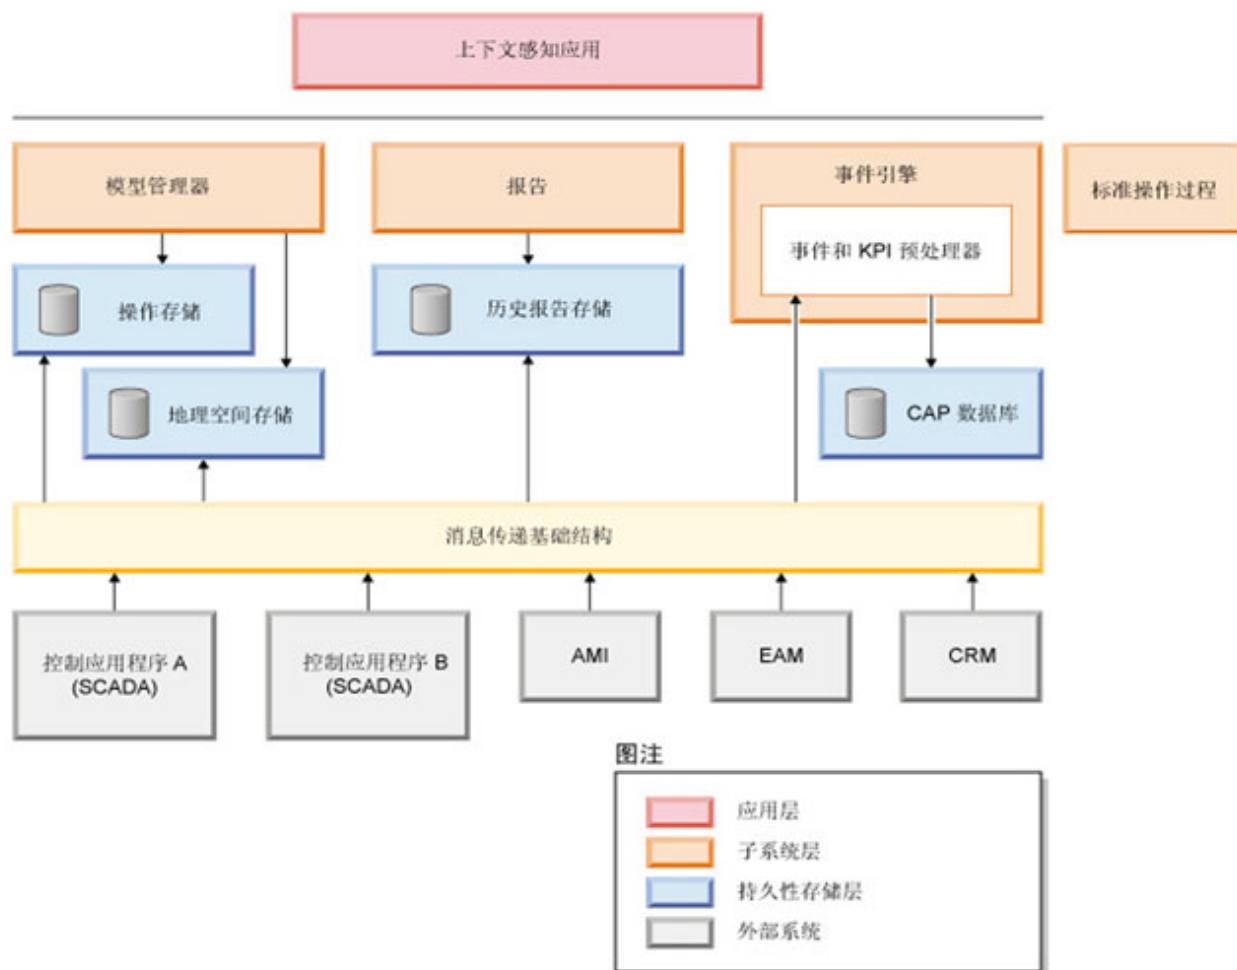 上下文感知应用
模型管理器
报告
事件引擎
标准操作过程
事件和 KPI 预处理器
操作存储
历史报告存储
地理空间存储
CAP 数据库
消息传递基础结构
控制应用程序 A
(SCADA)
控制应用程序 B
(SCADA)
AMI
EAM
CRM
图注
应用层
子系统层
持久性存储层
外部系统